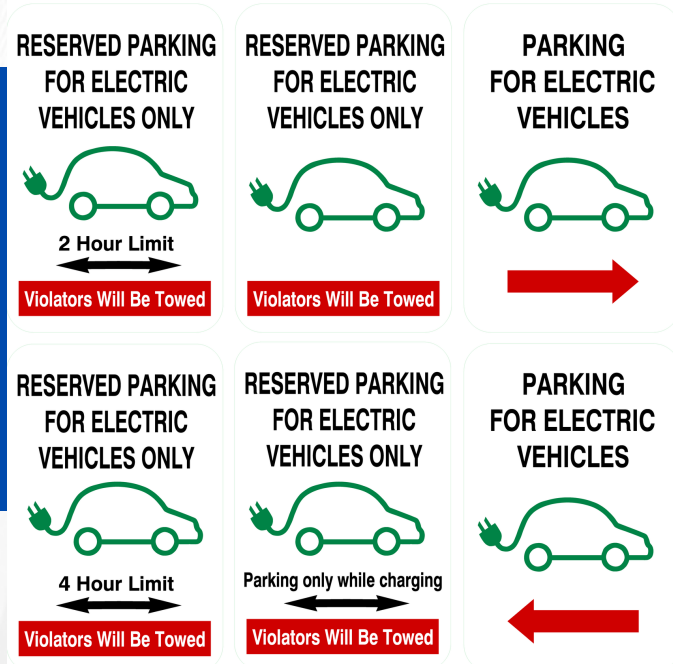 RESERVED PARKING
FOR ELECTRIC
VEHICLES ONLY
2 Hour Limit
Violators Will Be Towed
RESERVED PARKING
FOR ELECTRIC
VEHICLES ONLY
Violators Will Be Towed
PARKING
FOR ELECTRIC
VEHICLES
RESERVED PARKING
FOR ELECTRIC
VEHICLES ONLY
4 Hour Limit
Violators Will Be Towed
RESERVED PARKING
FOR ELECTRIC
VEHICLES ONLY
Parking only while charging
Violators Will Be Towed
PARKING
FOR ELECTRIC
VEHICLES